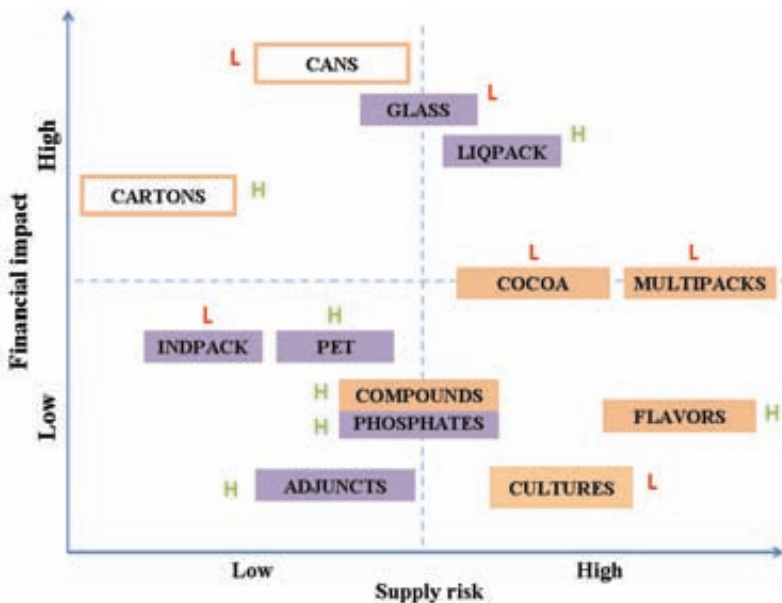 L
CANS
L
GLASS
H
LIQPACK
High
CARTONS
H
Financial impact
L
L
COCOA
MULTIPACKS
L
H
INDPACK
PET
H
COMPOUNDS
H
PHOSPHATES
FLAVORS
H
Low
H
ADJUNCTS
CULTURES
L
Low
High
Supply risk